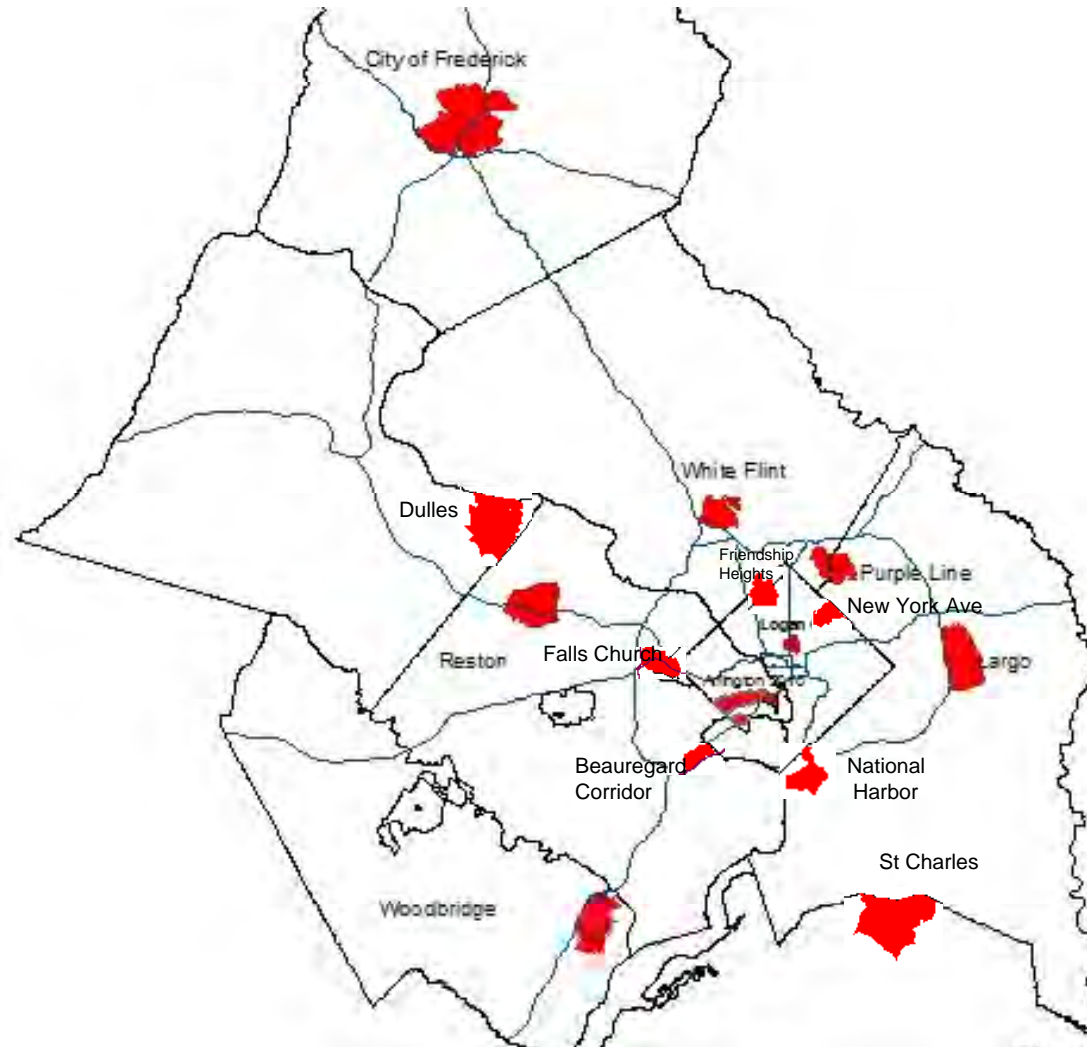 City of Frederick
White Flint
Dulles
Friendship
Heights
Purple Line
New York Ave
Logan
Falls Church
Reston
Largo
Arlington
Beauregard
Corridor
National
Harbor
St Charles
Woodbridge